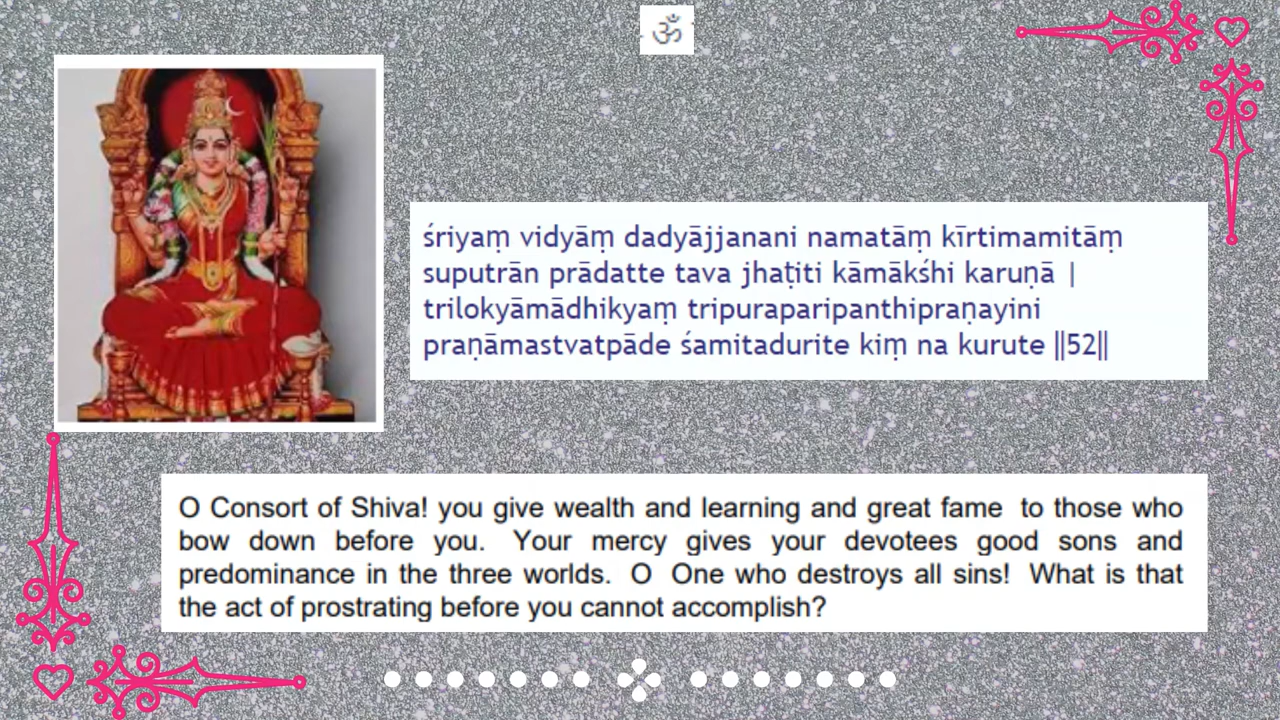 ॐ
śriyaṃ vidyāṃ dadyājjanani namatāṃ kīrtimamitāṃ
suputrān prādatte tava jhaṭiti kāmākśhi karuṇā |
trilokyāmādhikyaṃ tripuraparipanthipraṇayini
praṇāmastvatpāde śamitadurite kiṃ na kurute ||52||
O Consort of Shiva! you give wealth and learning and great fame to those who
bow down before you. Your mercy gives your devotees good sons and
predominance in the three worlds. O One who destroys all sins! What is that
the act of prostrating before you cannot accomplish?